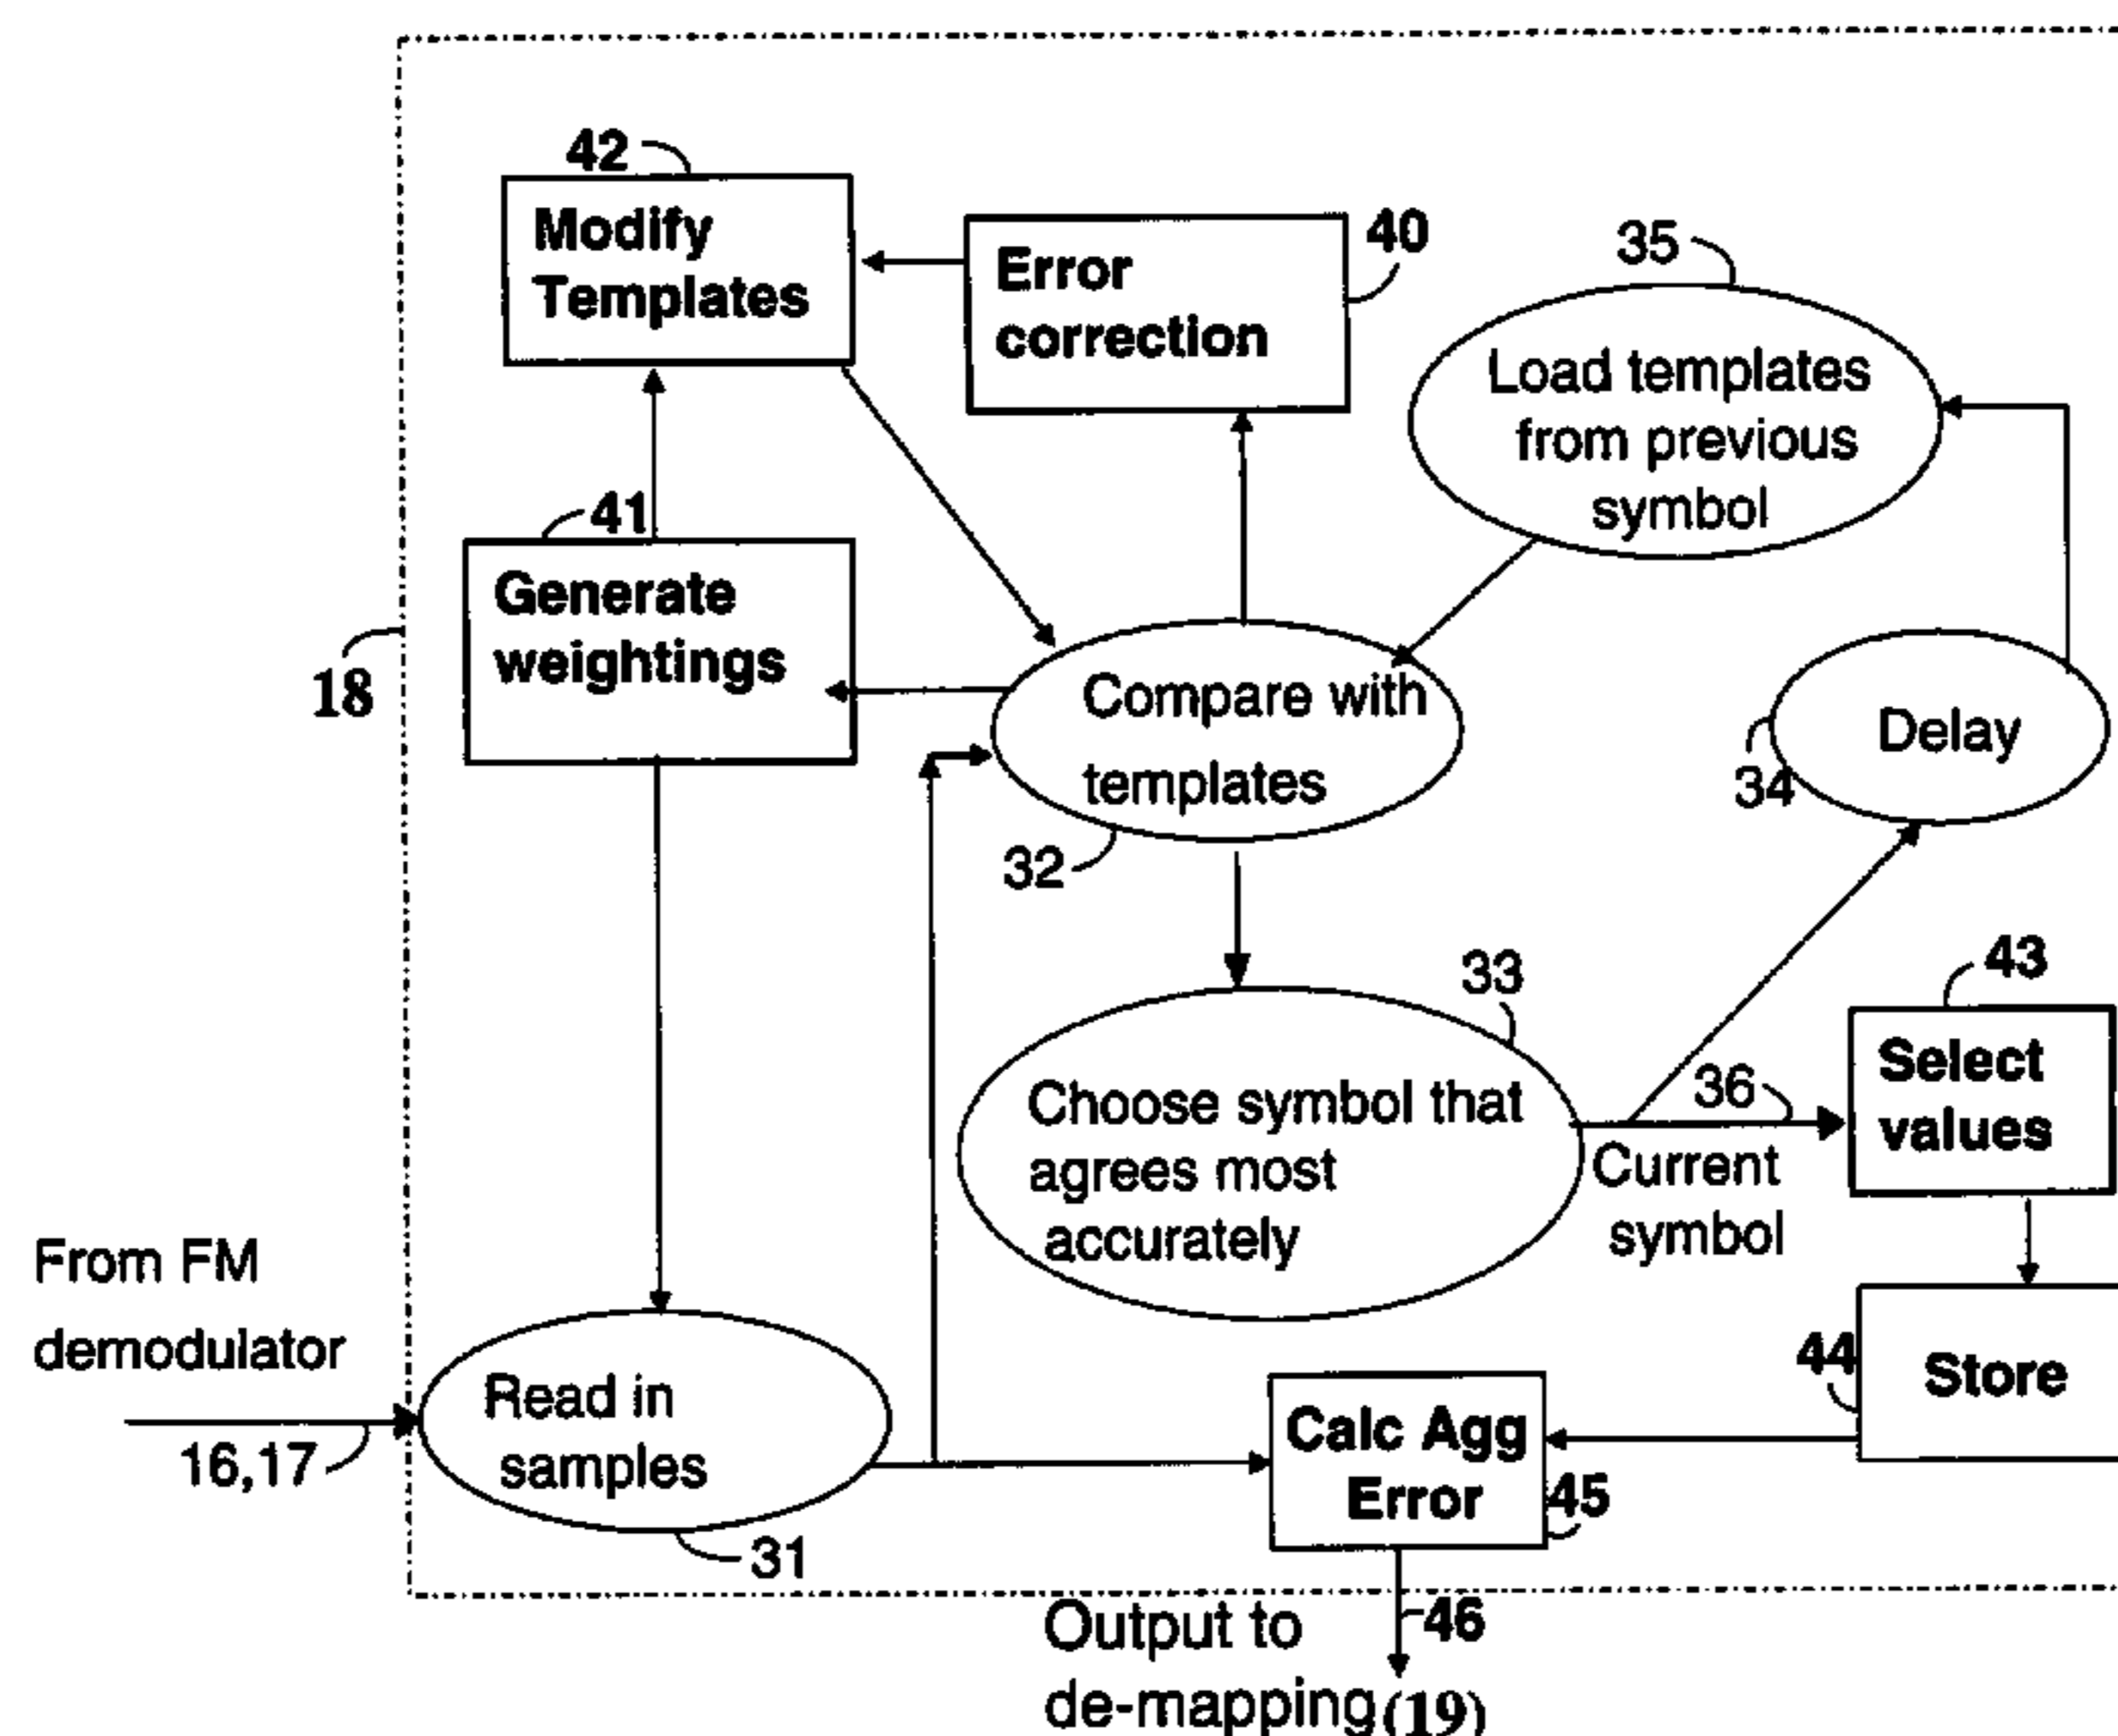 42
Modify
Templates
Error
correction
40
35
Load templates
from previous
symbol
41
Generate
weightings
18
Compare with
templates
32
Delay
34
33
Choose symbol that
agrees most
accurately
36
Current
symbol
43
Select
values
44
Store
From FM
demodulator
16,17
Read in
samples
31
Calc Agg
Error
45
46
Output to
de-mapping (19)